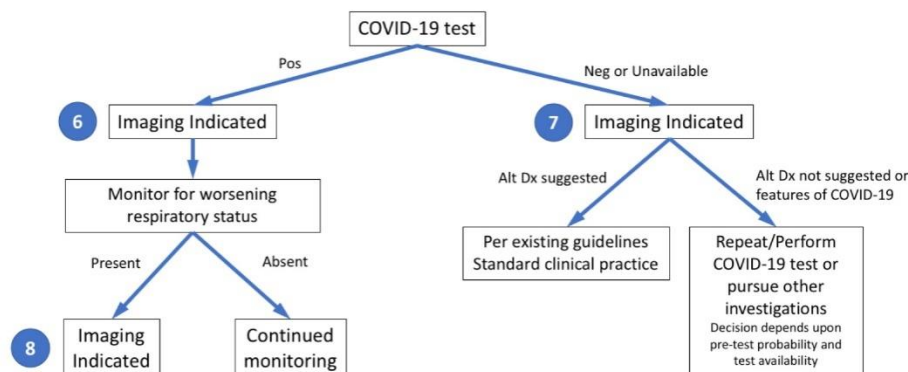 COVID-19 test
Pos
Neg or Unavailable
6
Imaging Indicated
7
Imaging Indicated
Alt Dx suggested
Alt Dx not suggested or
features of COVID-19
Monitor for worsening
respiratory status
Present
Absent
Per existing guidelines
Standard clinical practice
Repeat/Perform
COVID-19 test or
pursue other
investigations
Decision depends upon
pre-test probability and
test availability
8
Imaging
Indicated
Continued
monitoring